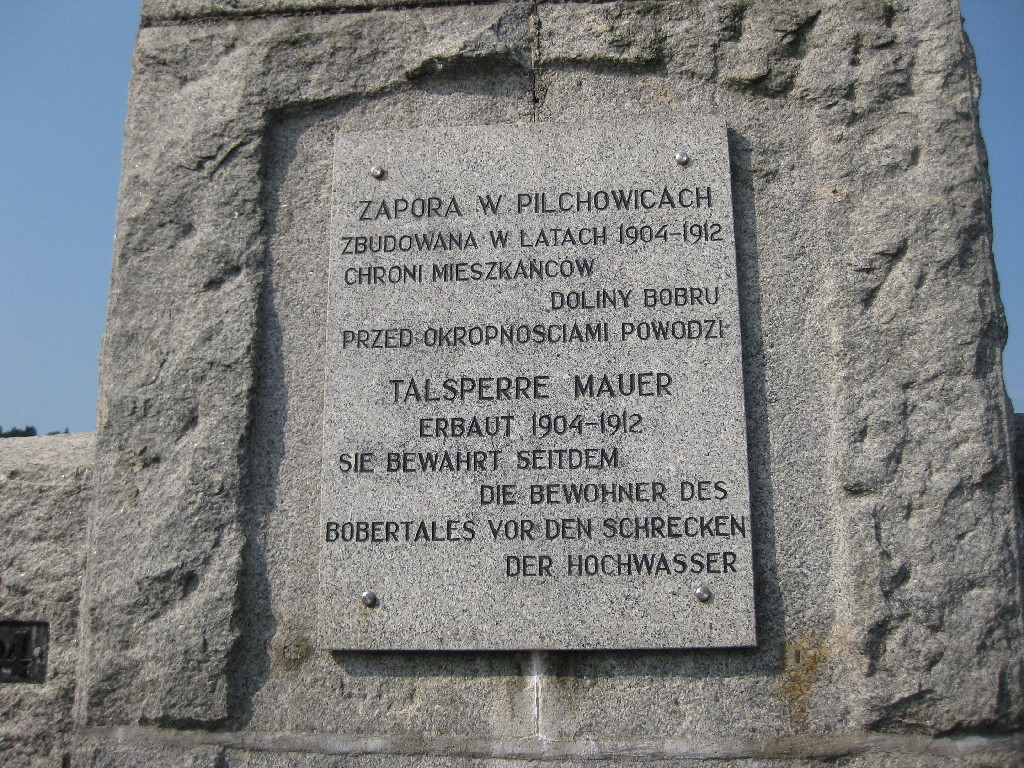 ZAPORA W PILCHOWICACH
ZBUDOWANA W LATACH 1904-1912
CHRONI MIESZKAŃCÓW
DOLINY BOBRU
PRZED OKROPNOŚCIAMI POWODZI
TALSPERRE MAUER
ERBAUT 1904-1912
SIE BEWAHRT SEITDEM
DIE BEWOHNER DES
BOBERTALES VOR DEN SCHRECKEN
DER HOCHWASSER